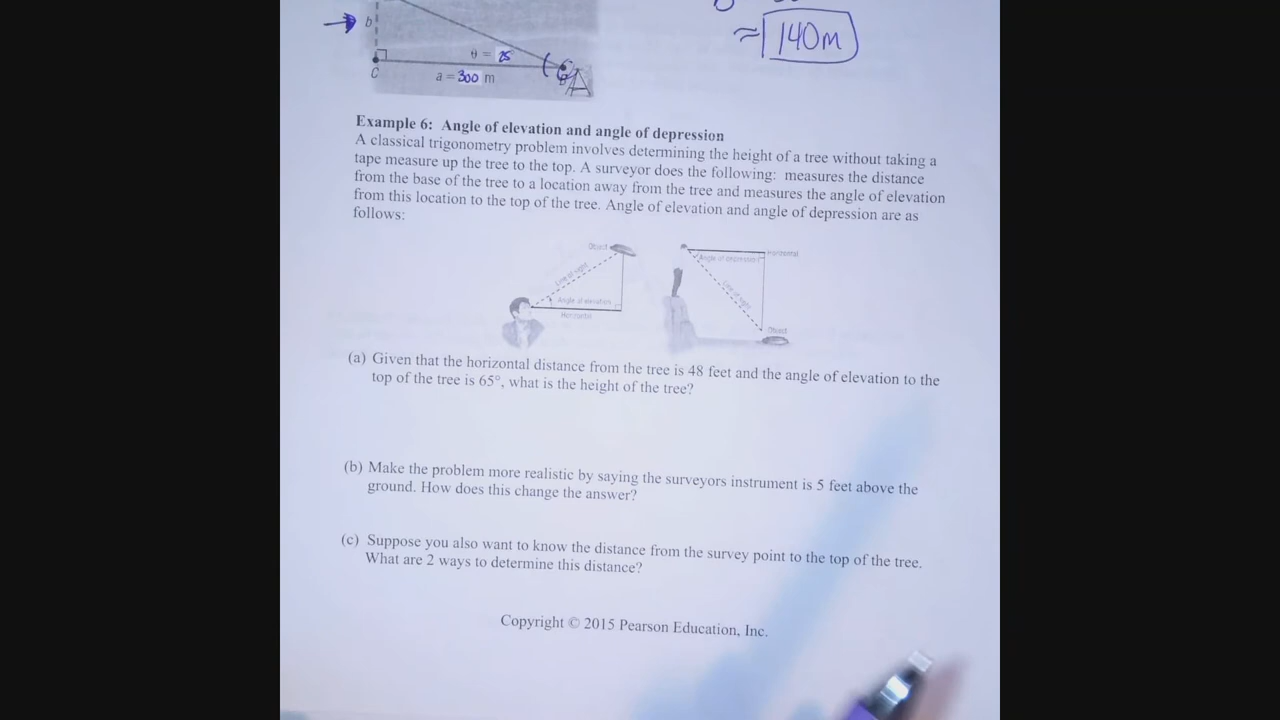 b
≈ 140m
θ = 25°
C
a = 300 m
A
Example 6: Angle of elevation and angle of depression
A classical trigonometry problem involves determining the height of a tree without taking a
tape measure up the tree to the top. A surveyor does the following: measures the distance
from the base of the tree to a location away from the tree and measures the angle of elevation
from this location to the top of the tree. Angle of elevation and angle of depression are as
follows:
Object
Line of sight
Angle of elevation
Horizontal
Horizontal
Angle of depression
Line of sight
Object
(a) Given that the horizontal distance from the tree is 48 feet and the angle of elevation to the
top of the tree is 65°, what is the height of the tree?
(b) Make the problem more realistic by saying the surveyors instrument is 5 feet above the
ground. How does this change the answer?
(c) Suppose you also want to know the distance from the survey point to the top of the tree.
What are 2 ways to determine this distance?
Copyright © 2015 Pearson Education, Inc.